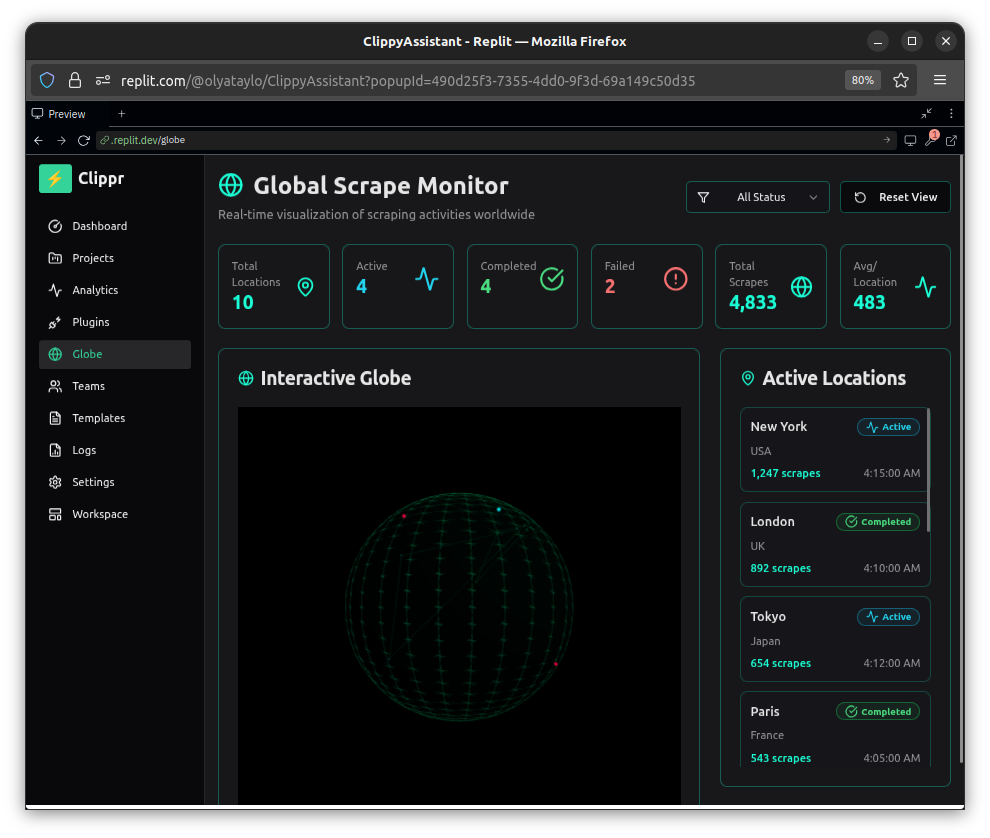 ClippyAssistant - Replit — Mozilla Firefox
replit.com/@olyataylo/ClippyAssistant?popupId=490d25f3-7355-4dd0-9f3d-69a149c50d35
80%
Preview
.replit.dev/globe
1
Clippr
Dashboard
Projects
Analytics
Plugins
Globe
Teams
Templates
Logs
Settings
Workspace
Global Scrape Monitor
Real-time visualization of scraping activities worldwide
All Status
Reset View
Total
Locations
10
Active
4
Completed
4
Failed
2
Total
Scrapes
4,833
Avg/
Location
483
Interactive Globe
Active Locations
New York
Active
USA
1,247 scrapes
4:15:00 AM
London
Completed
UK
892 scrapes
4:10:00 AM
Tokyo
Active
Japan
654 scrapes
4:12:00 AM
Paris
Completed
France
543 scrapes
4:05:00 AM